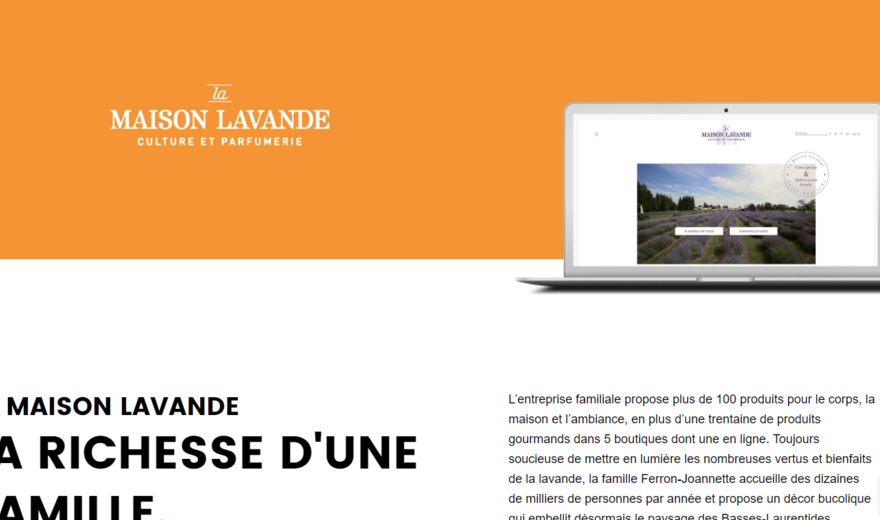 la
MAISON LAVANDE
CULTURE ET PARFUMERIE
MAISON LAVANDE
MAISON LAVANDE
A RICHESSE D'UNE
AMILLE.
L'entreprise familiale propose plus de 100 produits pour le corps, la
maison et l'ambiance, en plus d'une trentaine de produits
gourmands dans 5 boutiques dont une en ligne. Toujours
soucieuse de mettre en lumière les nombreuses vertus et bienfaits
de la lavande, la famille Ferron-Joannette accueille des dizaines
de milliers de personnes par année et propose un décor bucolique
qui embellit désormais le paysage des Basses-Laurentides